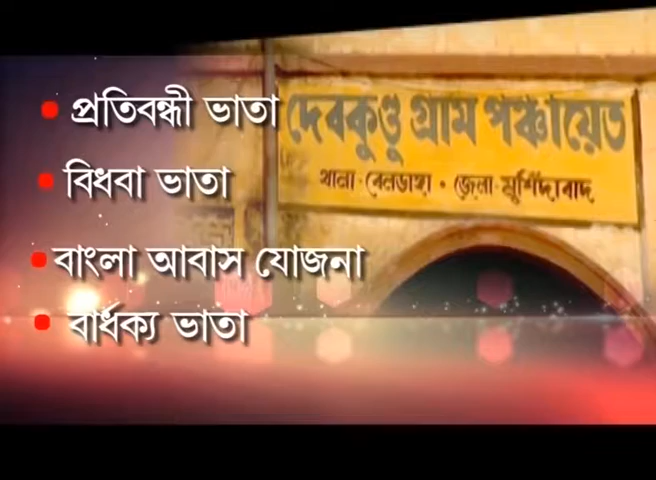 প্রতিবন্ধী ভাতা
বিধবা ভাতা
বাংলা আবাস যোজনা
বার্ধক্য ভাতা
দেবকুণ্ডু গ্রাম পঞ্চায়েত
থানা-বেলডাঙ্গা • জেলা-মুর্শিদাবাদ